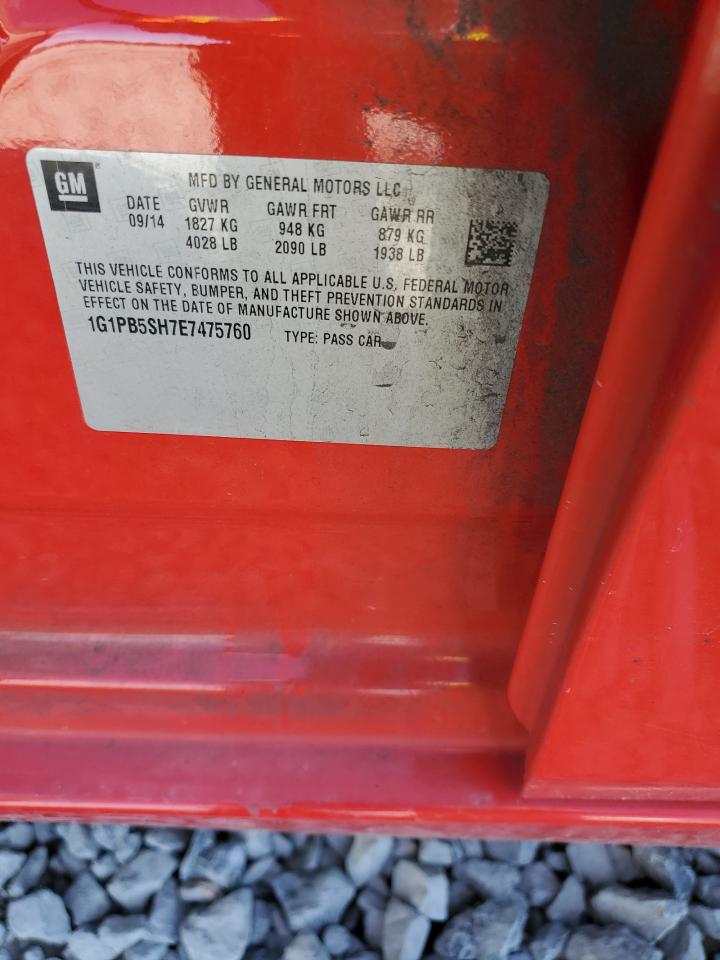 GM
MFD BY GENERAL MOTORS LLC
DATE GVWR GAWR FRT GAWR RR
09/14 1827 KG 948 KG 879 KG
4028 LB 2090 LB 1938 LB
THIS VEHICLE CONFORMS TO ALL APPLICABLE U.S. FEDERAL MOTOR
VEHICLE SAFETY, BUMPER, AND THEFT PREVENTION STANDARDS IN
EFFECT ON THE DATE OF MANUFACTURE SHOWN ABOVE.
1G1PB5SH7E7475760 TYPE: PASS CAR